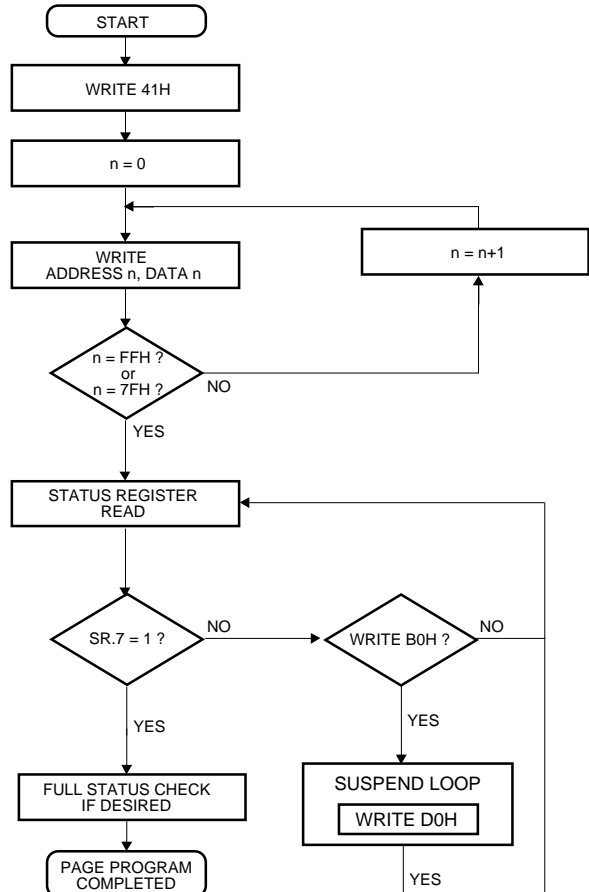 START
WRITE 41H
n = 0
WRITE
ADDRESS n, DATA n
n = n+1
n = FFH ?
or
n = 7FH ?
NO
YES
STATUS REGISTER
READ
SR.7 = 1 ?
NO
WRITE B0H ?
NO
YES
YES
FULL STATUS CHECK
IF DESIRED
SUSPEND LOOP
WRITE D0H
YES
PAGE PROGRAM
COMPLETED